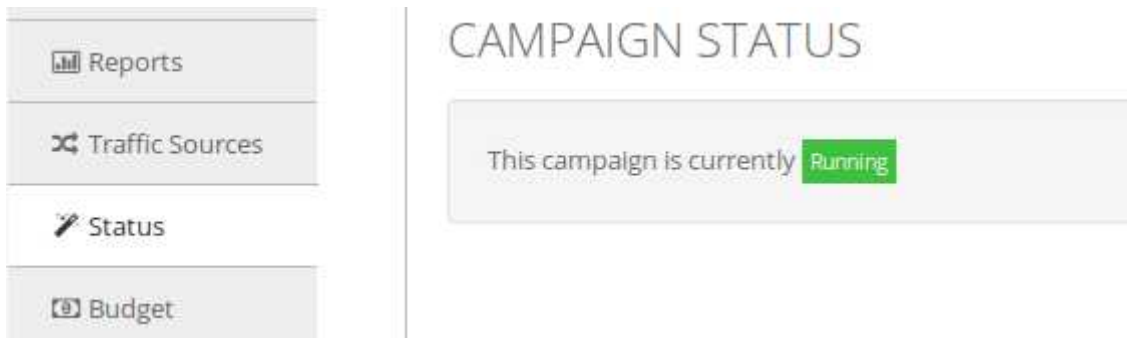 Reports
Traffic Sources
Status
Budget
CAMPAIGN STATUS
This campaign is currently Running